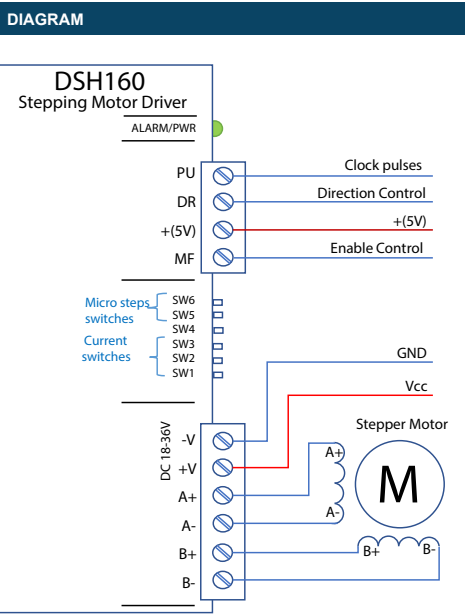 DIAGRAM
DSH160
Stepping Motor Driver
ALARM/PWR
PU
Clock pulses
DR
Direction Control
+(5V)
+(5V)
MF
Enable Control
Micro steps
switches
SW6
SW5
SW4
Current
switches
SW3
SW2
SW1
GND
Vcc
DC 18-36V
-V
+V
A+
A-
B+
B-
Stepper Motor
A+
A-
M
B+ B-